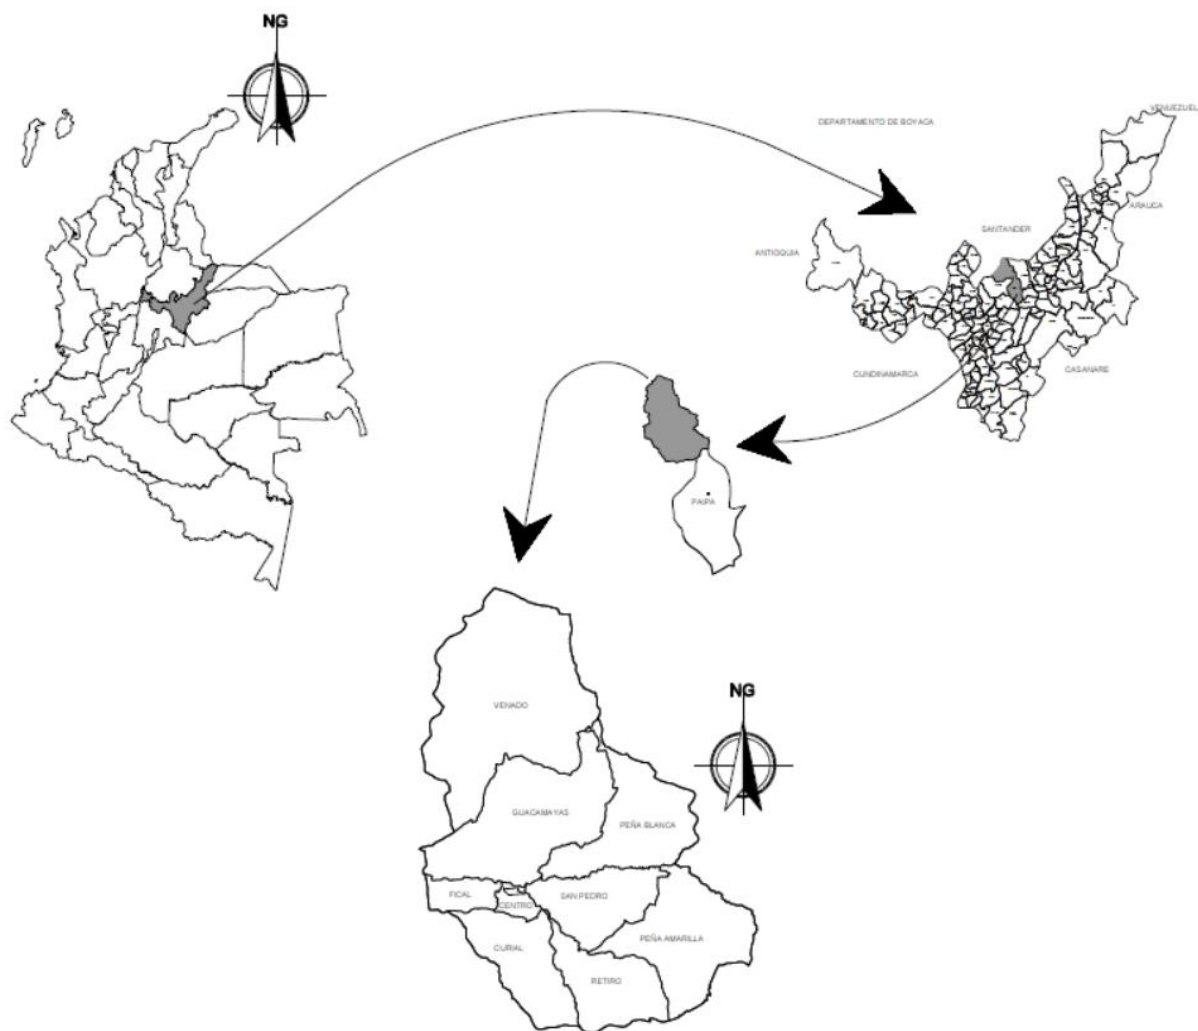 NG
VENUEZUEL
DEPARTAMENTO DE BOYACA
ARAUCA
SANTANDER
ANTIOQUIA
CUNDINAMARCA
CASANARE
PAIPA
NG
VENADO
GUACAMAYAS
PEÑA BLANCA
FICAL
SAN PEDRO
CENTRO
PEÑA AMARILLA
CURIAL
RETIRO